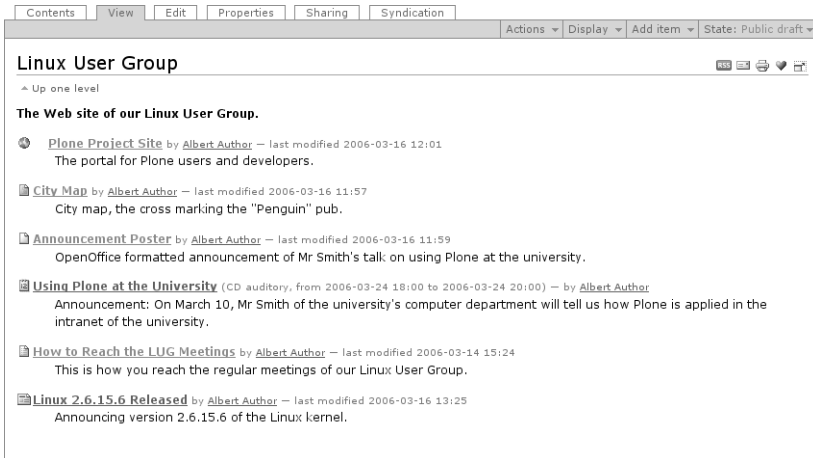 Contents View Edit Properties Sharing Syndication
Actions Display Add item State: Public draft
Linux User Group
RSS
Up one level
The Web site of our Linux User Group.
Plone Project Site by Albert Author — last modified 2006-03-16 12:01
The portal for Plone users and developers.
City Map by Albert Author — last modified 2006-03-16 11:57
City map, the cross marking the "Penguin" pub.
Announcement Poster by Albert Author — last modified 2006-03-16 11:59
OpenOffice formatted announcement of Mr Smith's talk on using Plone at the university.
Using Plone at the University (CD auditory, from 2006-03-24 18:00 to 2006-03-24 20:00) — by Albert Author
Announcement: On March 10, Mr Smith of the university's computer department will tell us how Plone is applied in the
intranet of the university.
How to Reach the LUG Meetings by Albert Author — last modified 2006-03-14 15:24
This is how you reach the regular meetings of our Linux User Group.
Linux 2.6.15.6 Released by Albert Author — last modified 2006-03-16 13:25
Announcing version 2.6.15.6 of the Linux kernel.